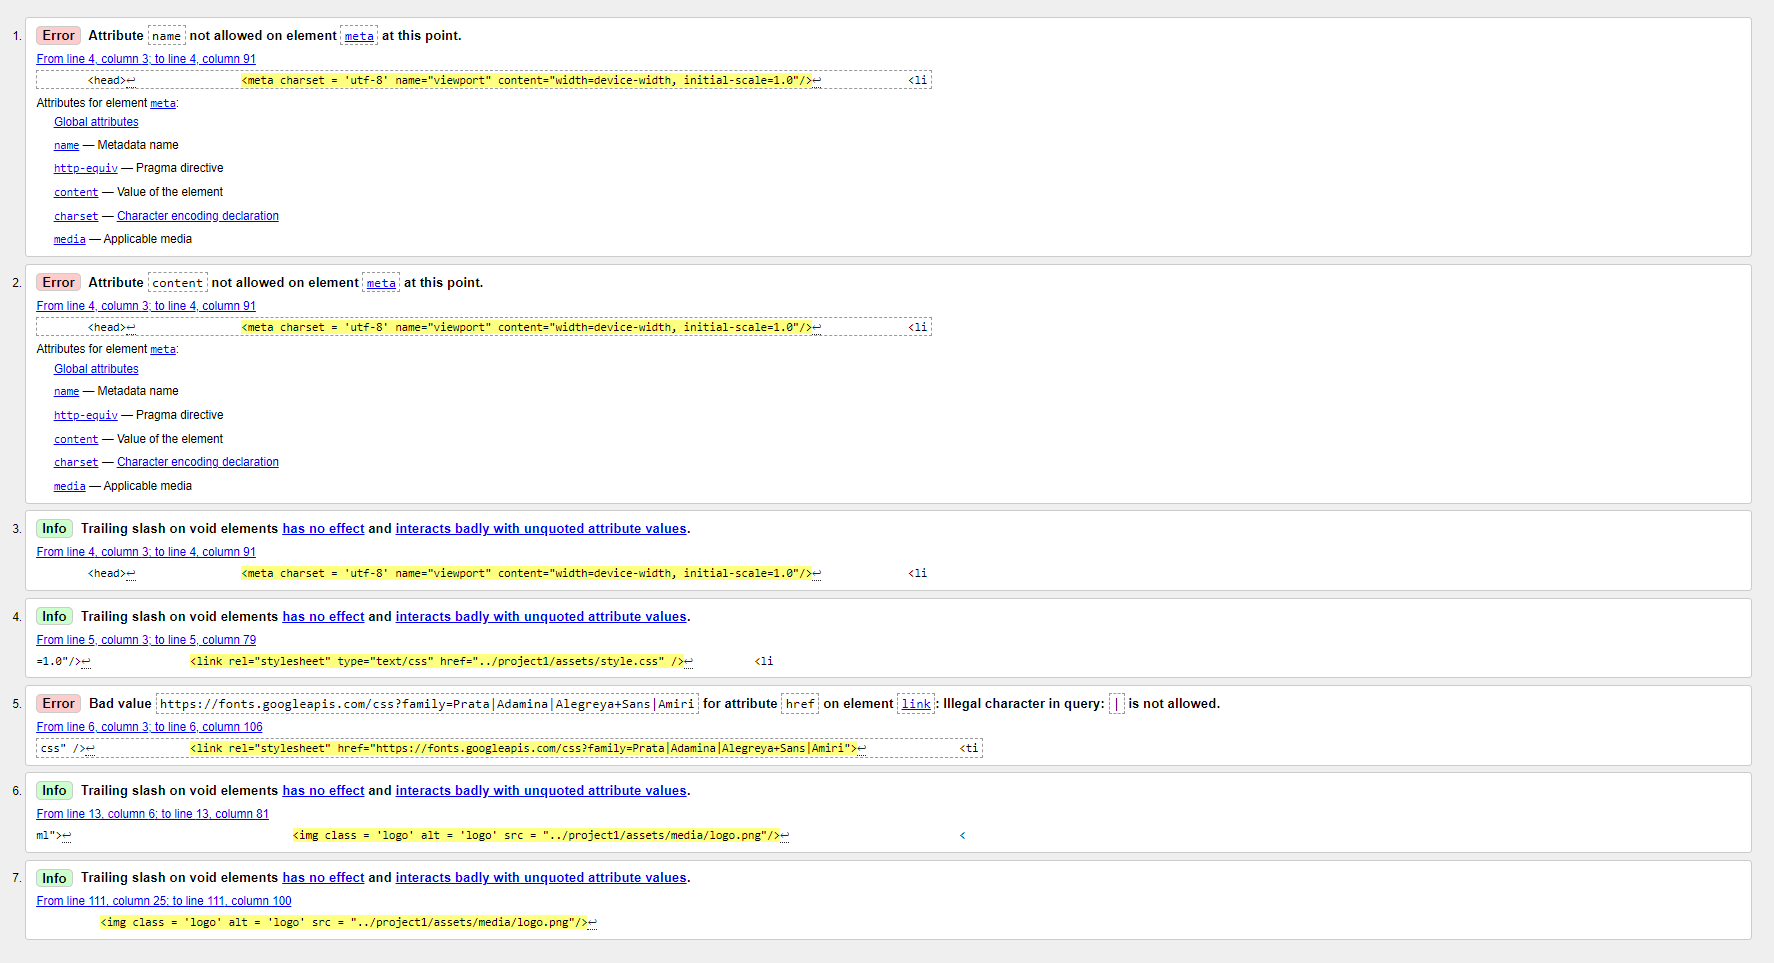 1. Error Attribute name not allowed on element meta at this point.
From line 4, column 3; to line 4, column 91
<head>↩ <meta charset = 'utf-8' name="viewport" content="width=device-width, initial-scale=1.0"/>↩ <li
Attributes for element meta:
Global attributes
name — Metadata name
http-equiv — Pragma directive
content — Value of the element
charset — Character encoding declaration
media — Applicable media
2. Error Attribute content not allowed on element meta at this point.
From line 4, column 3; to line 4, column 91
<head>↩ <meta charset = 'utf-8' name="viewport" content="width=device-width, initial-scale=1.0"/>↩ <li
Attributes for element meta:
Global attributes
name — Metadata name
http-equiv — Pragma directive
content — Value of the element
charset — Character encoding declaration
media — Applicable media
3. Info Trailing slash on void elements has no effect and interacts badly with unquoted attribute values.
From line 4, column 3; to line 4, column 91
<head>↩ <meta charset = 'utf-8' name="viewport" content="width=device-width, initial-scale=1.0"/>↩ <li
4. Info Trailing slash on void elements has no effect and interacts badly with unquoted attribute values.
From line 5, column 3; to line 5, column 79
=1.0"/>↩ <link rel="stylesheet" type="text/css" href="../project1/assets/style.css" />↩ <li
5. Error Bad value https://fonts.googleapis.com/css?family=Prata|Adamina|Alegreya+Sans|Amiri for attribute href on element link: Illegal character in query: | is not allowed.
From line 6, column 3; to line 6, column 106
css" />↩ <link rel="stylesheet" href="https://fonts.googleapis.com/css?family=Prata|Adamina|Alegreya+Sans|Amiri">↩ <ti
6. Info Trailing slash on void elements has no effect and interacts badly with unquoted attribute values.
From line 13, column 6; to line 13, column 81
ml">↩ <img class = 'logo' alt = 'logo' src = "../project1/assets/media/logo.png"/>↩ <
7. Info Trailing slash on void elements has no effect and interacts badly with unquoted attribute values.
From line 111, column 25; to line 111, column 100
<img class = 'logo' alt = 'logo' src = "../project1/assets/media/logo.png"/>↩